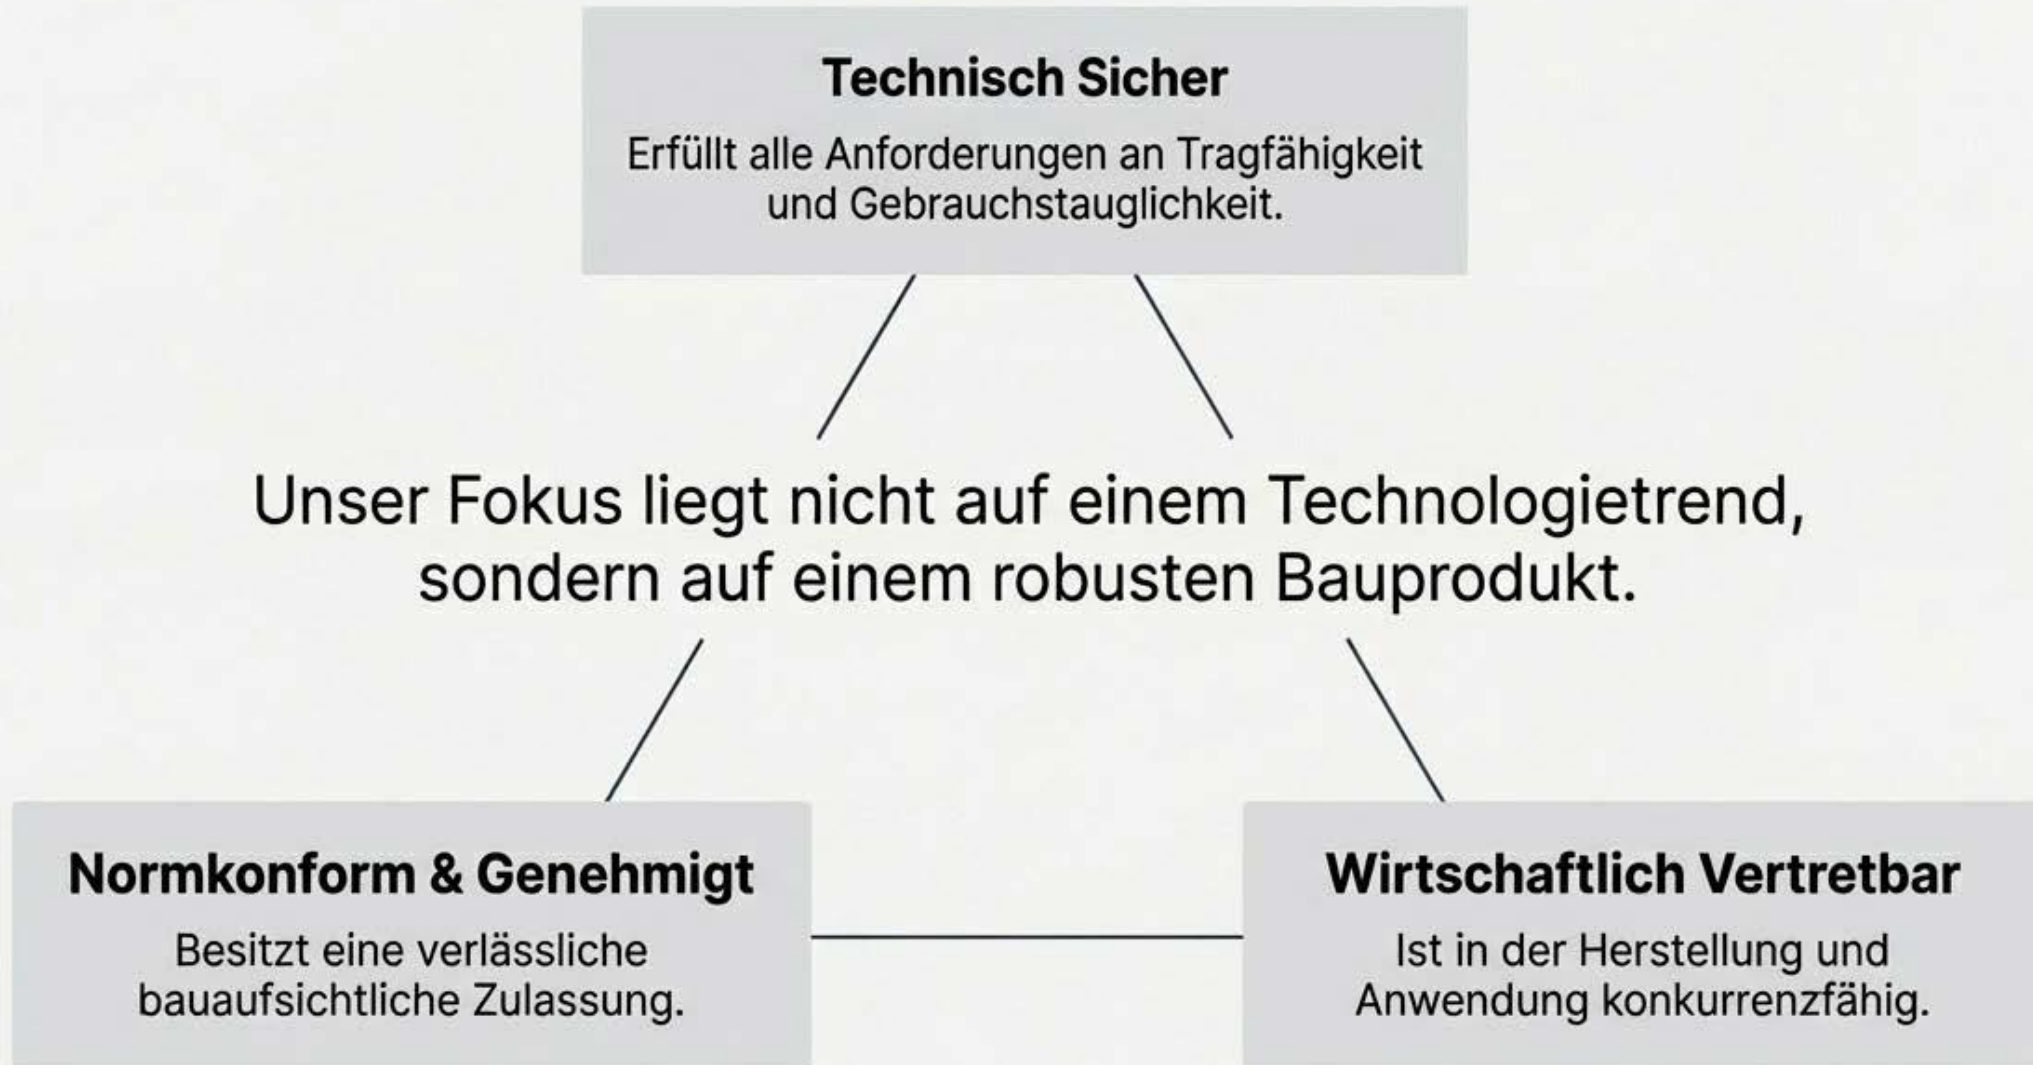 Technisch Sicher
Erfüllt alle Anforderungen an Tragfähigkeit
und Gebrauchstauglichkeit.
Unser Fokus liegt nicht auf einem Technologietrend,
sondern auf einem robusten Bauprodukt.
Normkonform & Genehmigt
Besitzt eine verlässliche
bauaufsichtliche Zulassung.
Wirtschaftlich Vertretbar
Ist in der Herstellung und
Anwendung konkurrenzfähig.